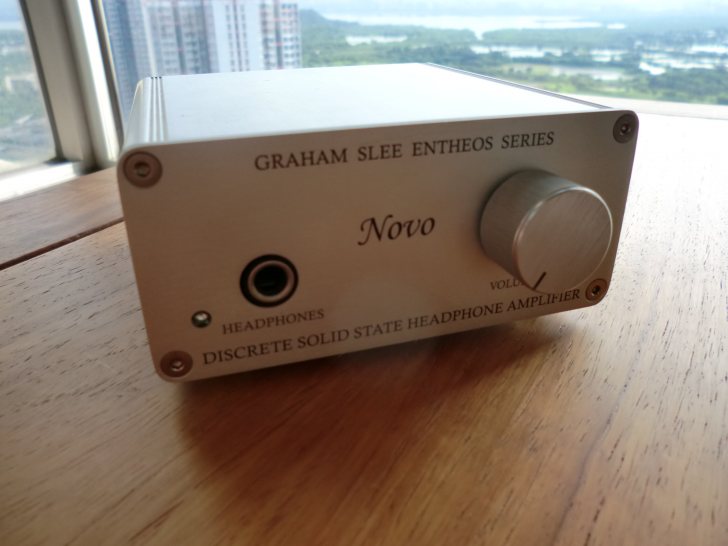 GRAHAM SLEE ENTHEOS SERIES
Novo
HEADPHONES
DISCRETE SOLID STATE HEADPHONE AMPLIFIER